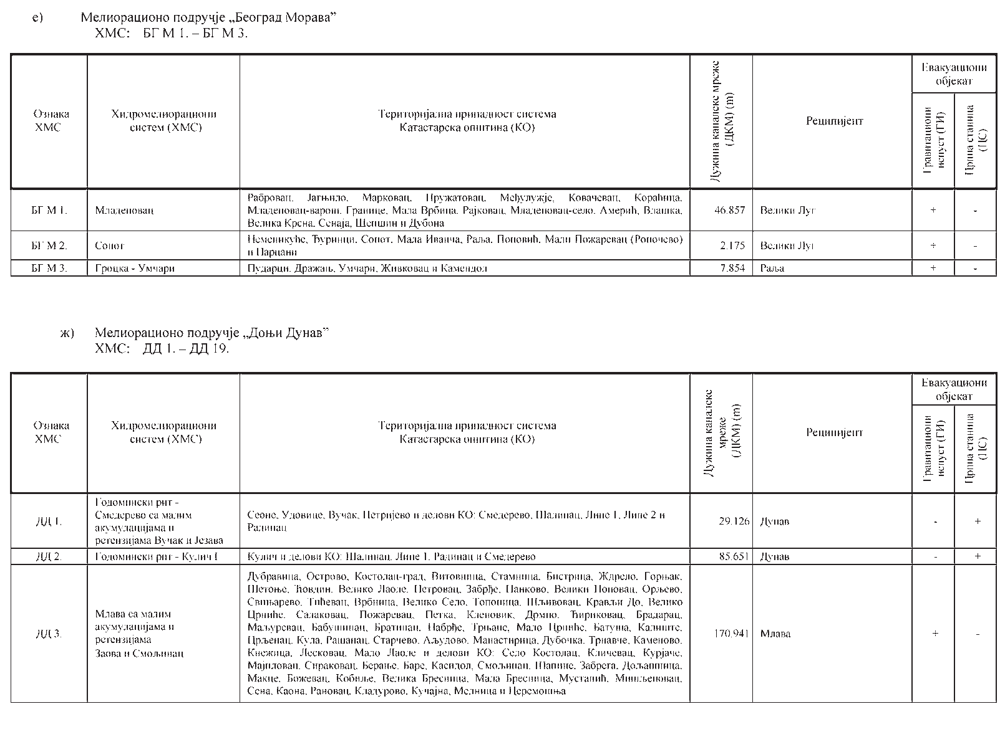 е) Мелиорационо подручје „Београд Морава”
ХМС: БГ М 1. – БГ М 3.
Ознака
ХМС
Хидромелиорациони
систем (ХМС)
Територијална припадност система
Катастарска општина (КО)
Дужина каналске мреже
(ДКМ) (m)
Реципијент
Евакуациони
објекат
Гравитациони
испуст (ГИ)
Црпна станица
(ЦС)
БГ М 1.
Младеновац
Рабровац, Јагњило, Марковац, Пружатовац, Међулужје, Ковачевац, Кораћица,
Младеновац-варош, Границе, Мала Врбица, Рајковац, Младеновац-село, Амерић, Влашка,
Велика Крсна, Сенаја, Шепшин и Дубона
46.857
Велики Луг
+
-
БГ М 2.
Сопот
Неменикуће, Ђуринци, Сопот, Мала Иванча, Раља, Поповић, Мали Пожаревац (Ропочево)
и Парцани
2.175
Велики Луг
+
-
БГ М 3.
Гроцка - Умчари
Пударци, Дражањ, Умчари, Живковац и Камендол
7.854
Раља
+
-
ж) Мелиорационо подручје „Доњи Дунав”
ХМС: ДД 1. – ДД 19.
Ознака
ХМС
Хидромелиорациони
систем (ХМС)
Територијална припадност система
Катастарска општина (КО)
Дужина каналске
мреже
(ДКМ) (m)
Реципијент
Евакуациони
објекат
Гравитациони
испуст (ГИ)
Црпна станица
(ЦС)
ДД 1.
Годомински рит -
Смедерево са малим
акумулацијама и
ретензијама Вучак и Језава
Сеоне, Удовице, Вучак, Петријево и делови КО: Смедерево, Шалинац, Липе 1, Липе 2 и
Радинац
29.126
Дунав
-
+
ДД 2.
Годомински рит - Кулич I
Кулич и делови КО: Шалинац, Липе 1, Радинац и Смедерево
85.651
Дунав
-
+
ДД 3.
Млава са малим
акумулацијама и
ретензијама
Заова и Смољинац
Дубравица, Острово, Костолац-град, Витовница, Стамница, Бистрица, Ждрело, Горњак,
Шетоње, Ћовдин, Велико Лаоле, Петровац, Забрђе, Панково, Велики Поповац, Орљево,
Свињарево, Тићевац, Врбница, Велико Село, Топоница, Шљивовац, Крављи До, Велико
Црниће, Салаковац, Пожаревац, Петка, Кленовик, Дрмно, Ћириковац, Брадарац,
Маљуревац, Бабушинац, Братинац, Набрђе, Трњане, Мало Црниће, Батуша, Калиште,
Црљенац, Кула, Рашанац, Старчево, Аљудово, Манастирица, Дубочка, Трнавче, Каменово,
Кнежица, Лесковац, Мало Лаоле и делови КО: Село Костолац, Кличевац, Курјаче,
Мајиловац, Сираковац, Берање, Баре, Касидол, Смољинац, Шапине, Забрега, Дољашница,
Макце, Божевац, Кобиље, Велика Бресница, Мала Бресница, Мустапић, Мишљеновац,
Сена, Каона, Рановац, Кладурово, Кучајна, Мелница и Церемошња
170.941
Млава
+
-